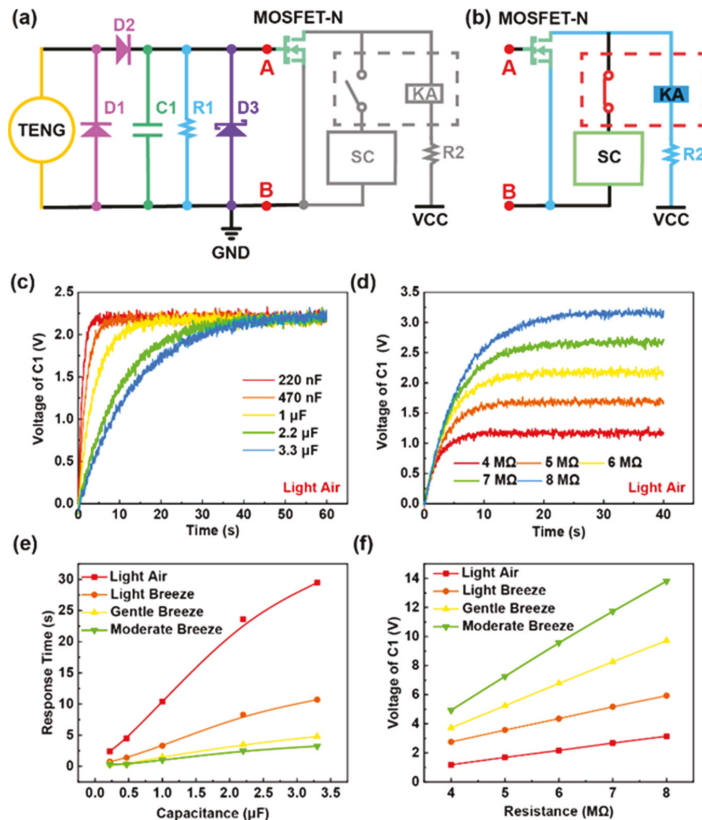 (a)
MOSFET-N
D2
A
TENG
D1
C1
R1
D3
KA
SC
R2
B
GND
VCC
(b)
MOSFET-N
A
KA
SC
R2
B
VCC
(c)
2.5
2.0
1.5
1.0
0.5
0.0
Voltage of C1 (V)
220 nF
470 nF
1 µF
2.2 µF
3.3 µF
Light Air
0 10 20 30 40 50 60
Time (s)
(d)
3.5
3.0
2.5
2.0
1.5
1.0
0.5
0.0
Voltage of C1 (V)
4 MΩ 5 MΩ 6 MΩ
7 MΩ 8 MΩ
Light Air
0 10 20 30 40
Time (s)
(e)
30
25
20
15
10
5
0
Response Time (s)
Light Air
Light Breeze
Gentle Breeze
Moderate Breeze
0.0 0.5 1.0 1.5 2.0 2.5 3.0 3.5
Capacitance (µF)
(f)
14
12
10
8
6
4
2
0
Voltage of C1 (V)
Light Air
Light Breeze
Gentle Breeze
Moderate Breeze
4 5 6 7 8
Resistance (MΩ)